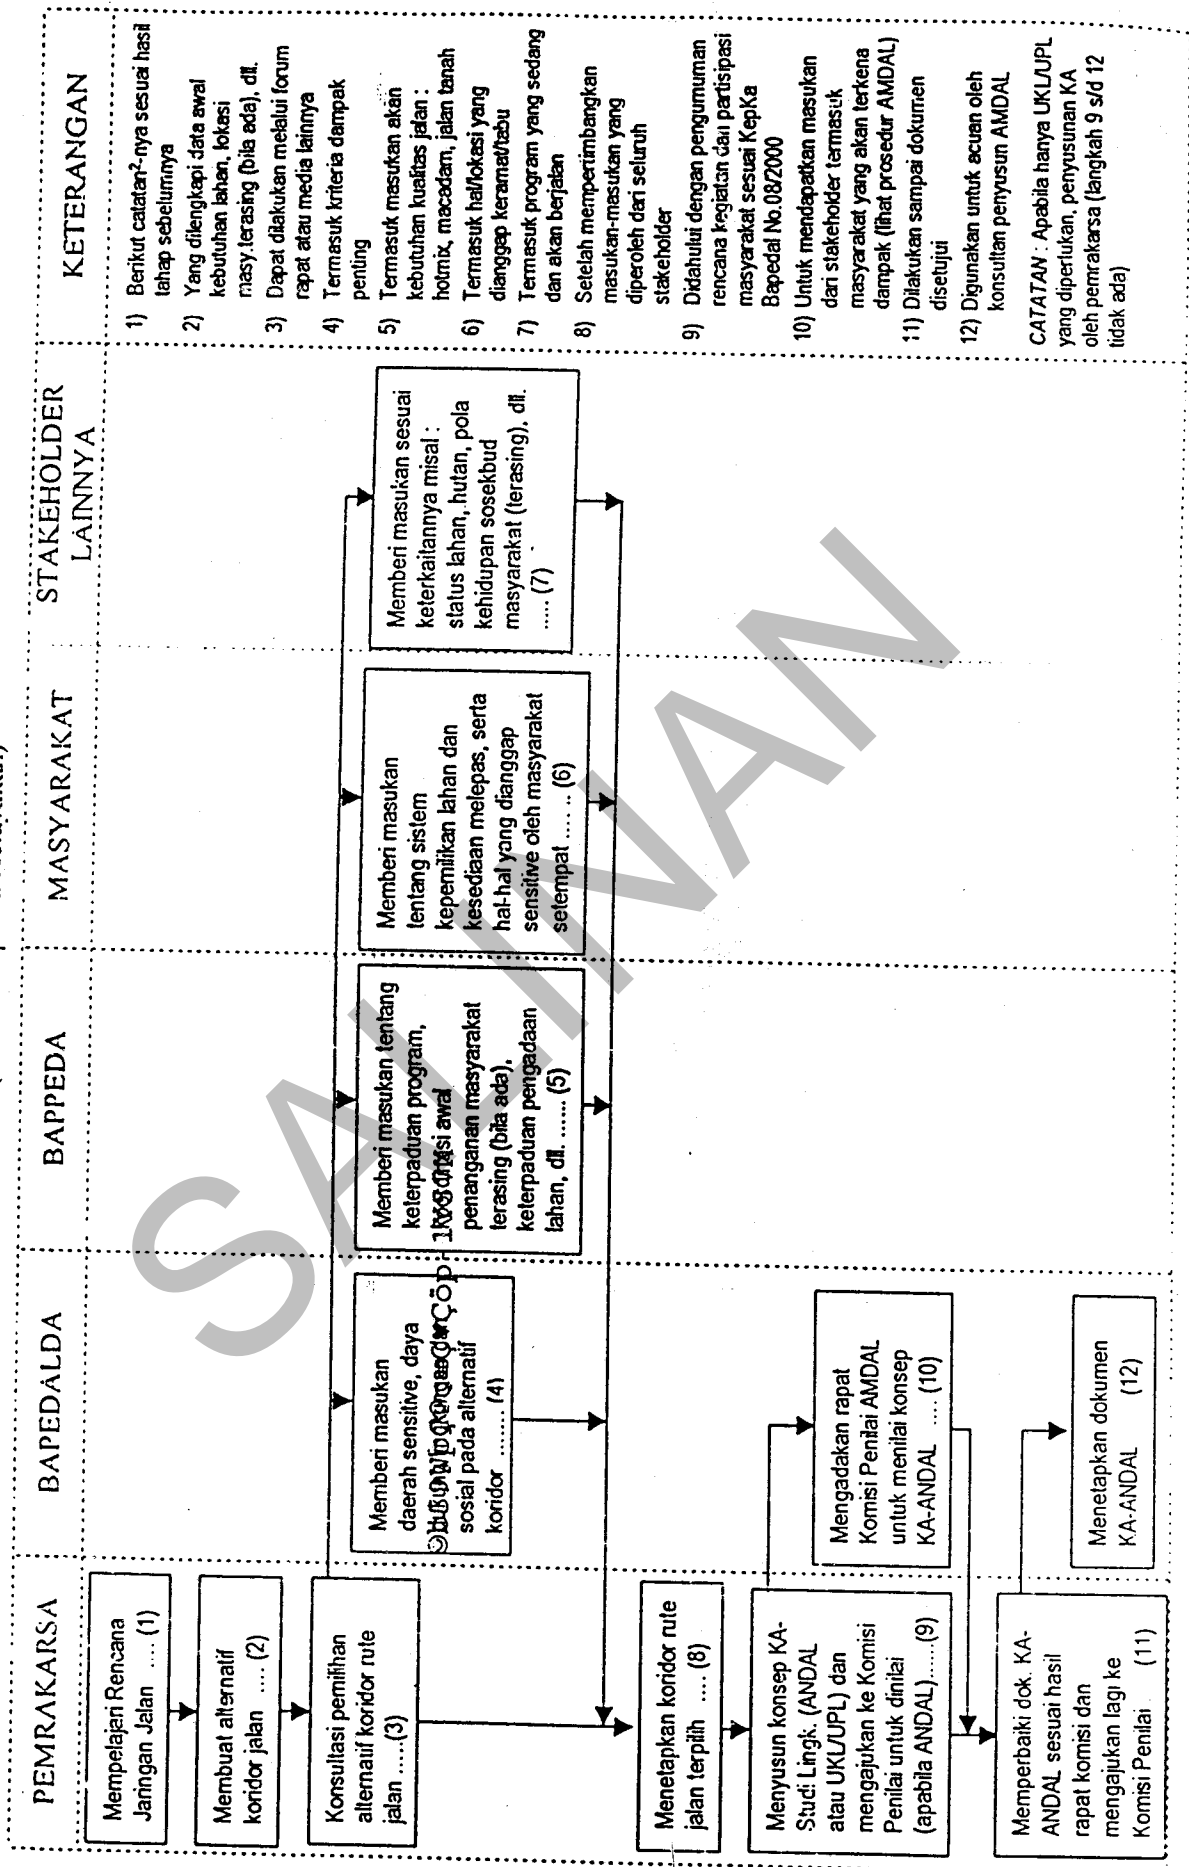 PEMRAKARSA
BAPEDALDA
BAPPEDA
MASYARAKAT
STAKEHOLDER
LAINNYA
KETERANGAN
Mempelajari Rencana
Jaringan Jalan ..... (1)
Membuat alternatif
koridor jalan .... (2)
Konsultasi pemilihan
alternatif koridor rute
jalan .....(3)
Memberi masukan
daerah sensitive, daya
sosial pada alternatif
koridor ....... (4)
Memberi masukan tentang
keterpaduan program,
awal
penanganan masyarakat
terasing (bila ada),
keterpaduan pengadaan
lahan, dll. ....... (5)
Memberi masukan
tentang sistem
kepemilikan lahan dan
kesediaan melepas, serta
hal-hal yang dianggap
sensitive oleh masyarakat
setempat ..... (6)
Memberi masukan sesuai
keterkaitannya misal :
status lahan, hutan, pola
kehidupan sosekbud
masyarakat (terasing), dll.
..... (7)
Menetapkan koridor rute
jalan terpilih .... (8)
Menyusun konsep KA-
Studi Lingk. (ANDAL
atau UKL/UPL) dan
mengajukan ke Komisi
Penilai untuk dinilai
(apabila ANDAL)......(9)
Mengadakan rapat
Komisi Penilai AMDAL
untuk menilai konsep
KA-ANDAL .... (10)
Memperbaiki dok. KA-
ANDAL sesuai hasil
rapat komisi dan
mengajukan lagi ke
Komisi Penilai (11)
Menetapkan dokumen
KA-ANDAL (12)
1) Berikut catatan²-nya sesuai hasil
tahap sebelumnya
2) Yang dilengkapi data awal
kebutuhan lahan, lokasi
masy.terasing (bila ada), dll.
3) Dapat dilakukan melalui forum
rapat atau media lainnya
4) Termasuk kriteria dampak
penting
5) Termasuk masukan akan
kebutuhan kualitas jalan :
hotmix, macadam, jalan tanah
6) Termasuk hal/lokasi yang
dianggap keramat/tabu
7) Termasuk program yang sedang
dan akan berjalan
8) Setelah mempertimbangkan
masukan-masukan yang
diperoleh dari seluruh
stakeholder
9) Didahului dengan pengumuman
rencana kegiatan dan partisipasi
masyarakat sesuai KepKa
Bapedal No.08/2000
10) Untuk mendapatkan masukan
dari stakeholder termasuk
masyarakat yang akan terkena
dampak (lihat prosedur AMDAL)
11) Dilakukan sampai dokumen
disetujui
12) Digunakan untuk acuan oleh
konsultan penyusun AMDAL
CATATAN : Apabila hanya UKL/UPL
yang diperlukan, penyusunan KA
oleh pemrakarsa (langkah 9 s/d 12
tidak ada)
SALINAN